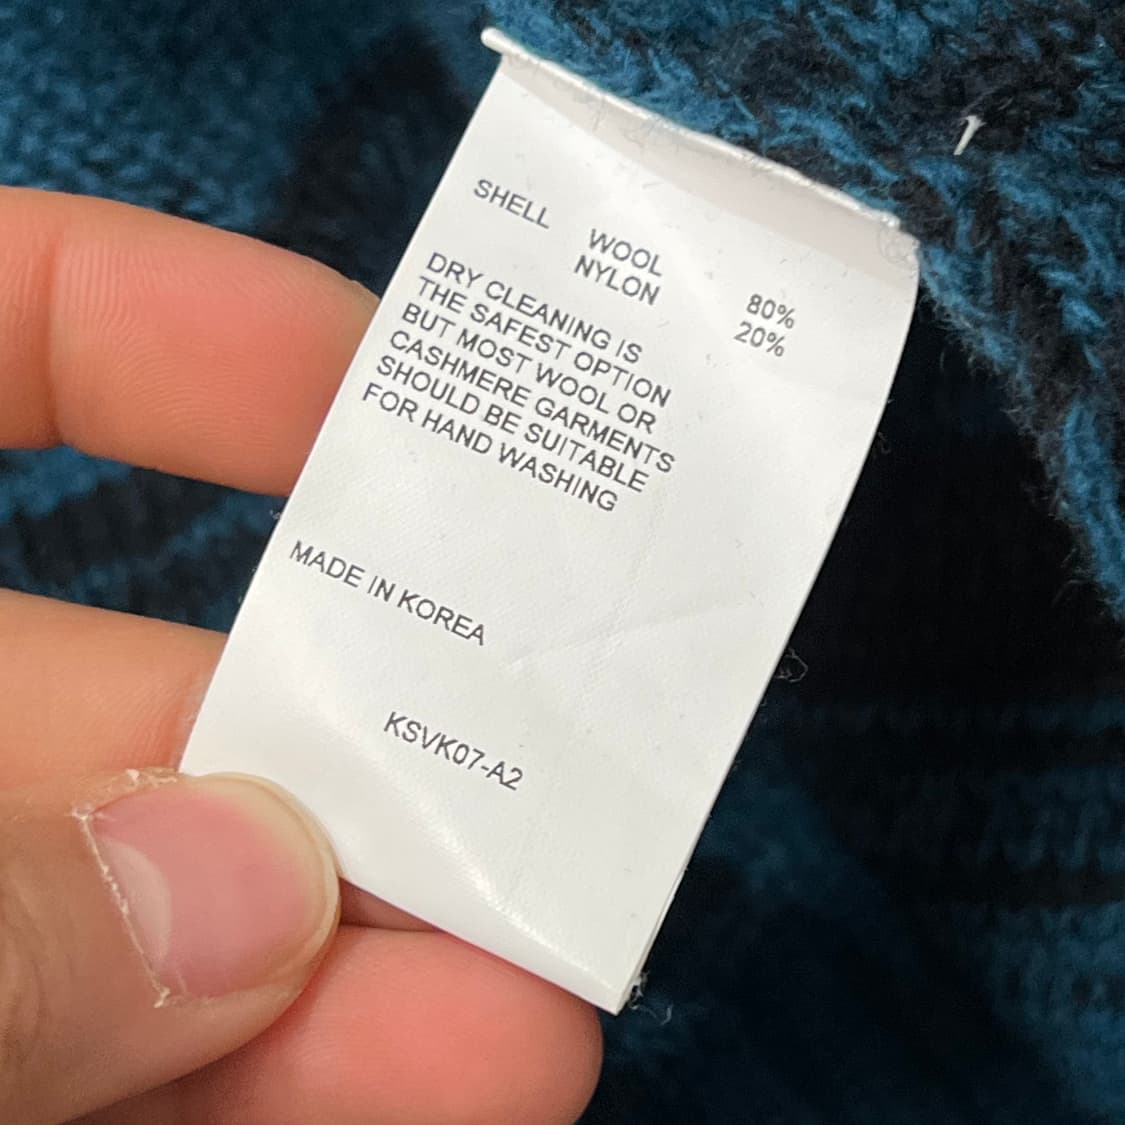 SHELL WOOL 80%
NYLON 20%
DRY CLEANING IS
THE SAFEST OPTION
BUT MOST WOOL OR
CASHMERE GARMENTS
SHOULD BE SUITABLE
FOR HAND WASHING
MADE IN KOREA
KSVK07-A2